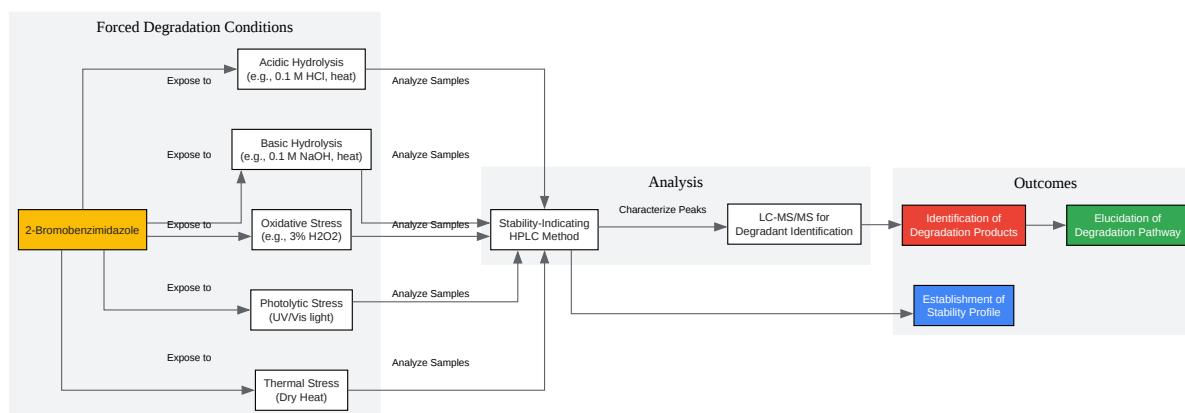 Forced Degradation Conditions
Acidic Hydrolysis
(e.g., 0.1 M HCl, heat)
Expose to
Analyze Samples
Basic Hydrolysis
(e.g., 0.1 M NaOH, heat)
Expose to
Analyze Samples
Analysis
Outcomes
2-Bromobenzimidazole
Expose to
Oxidative Stress
(e.g., 3% H2O2)
Analyze Samples
Stability-Indicating
HPLC Method
Characterize Peaks
LC-MS/MS for
Degradant Identification
Identification of
Degradation Products
Elucidation of
Degradation Pathway
Expose to
Photolytic Stress
(UV/Vis light)
Analyze Samples
Establishment of
Stability Profile
Expose to
Thermal Stress
(Dry Heat)
Analyze Samples